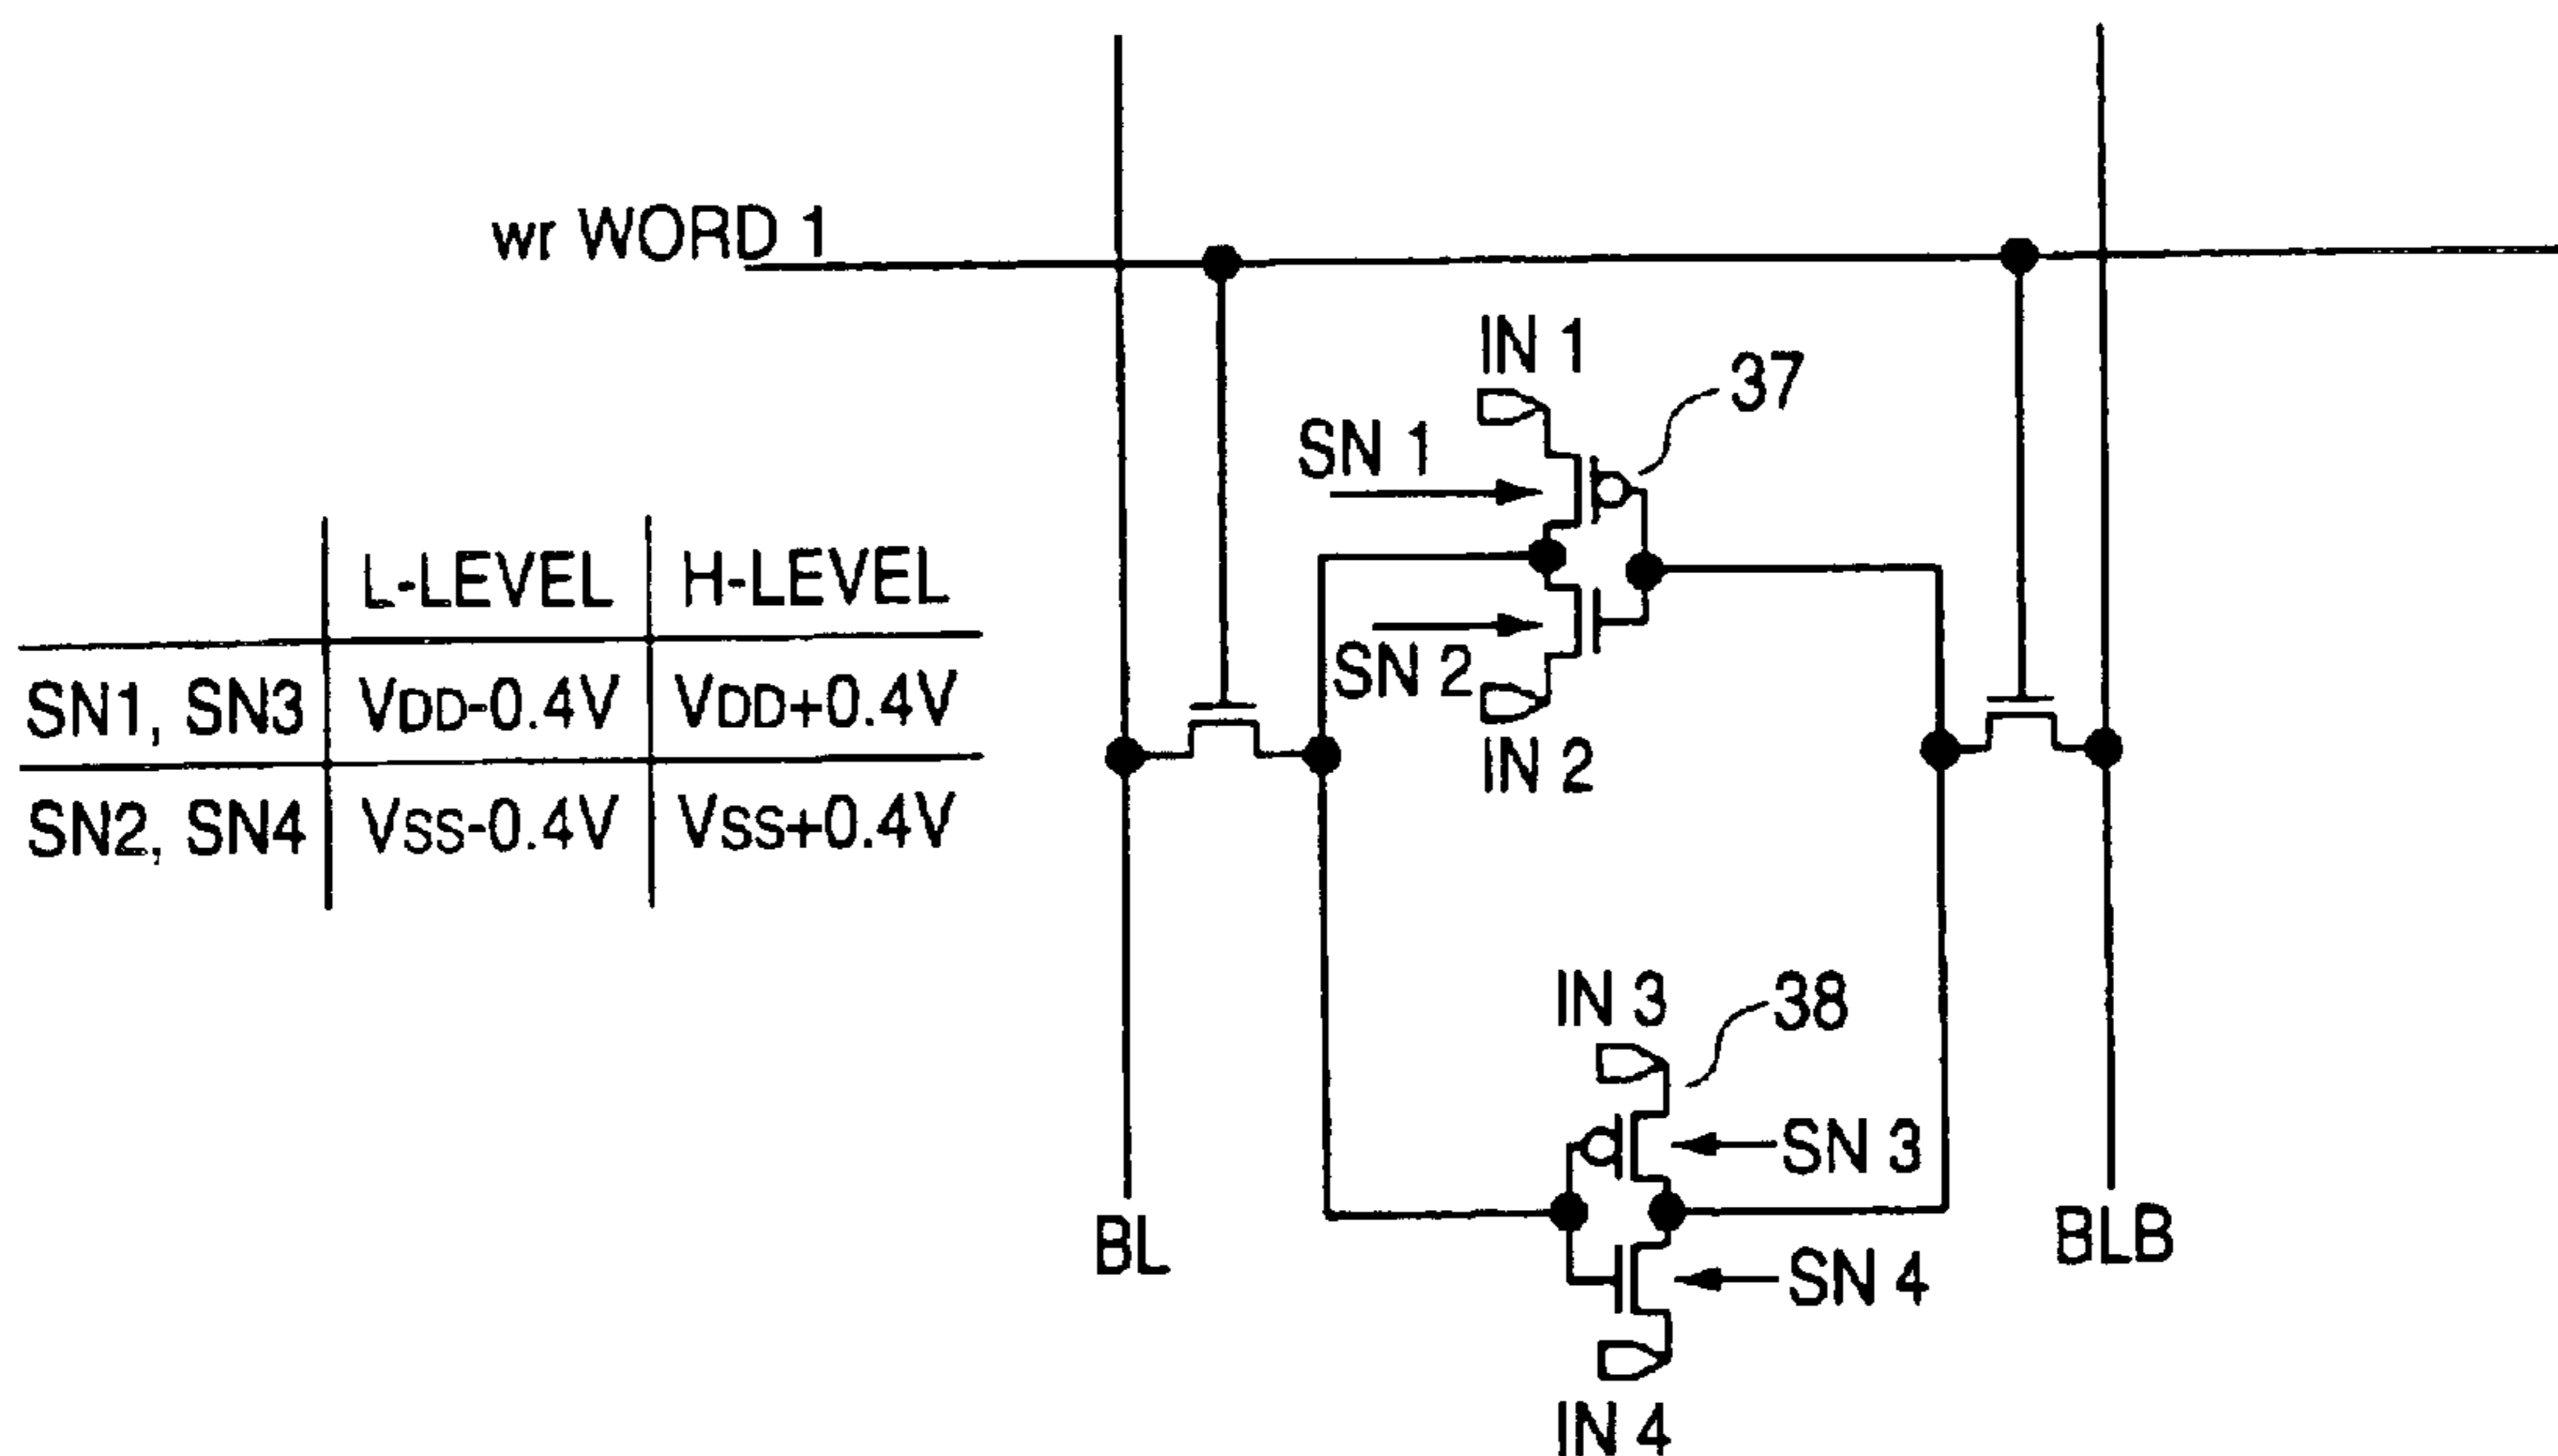 wr WORD 1
IN 1
37
SN 1
SN 2
IN 2
L-LEVEL H-LEVEL
SN1, SN3 VDD-0.4V VDD+0.4V
SN2, SN4 VSS-0.4V VSS+0.4V
IN 3
38
SN 3
SN 4
IN 4
BL
BLB